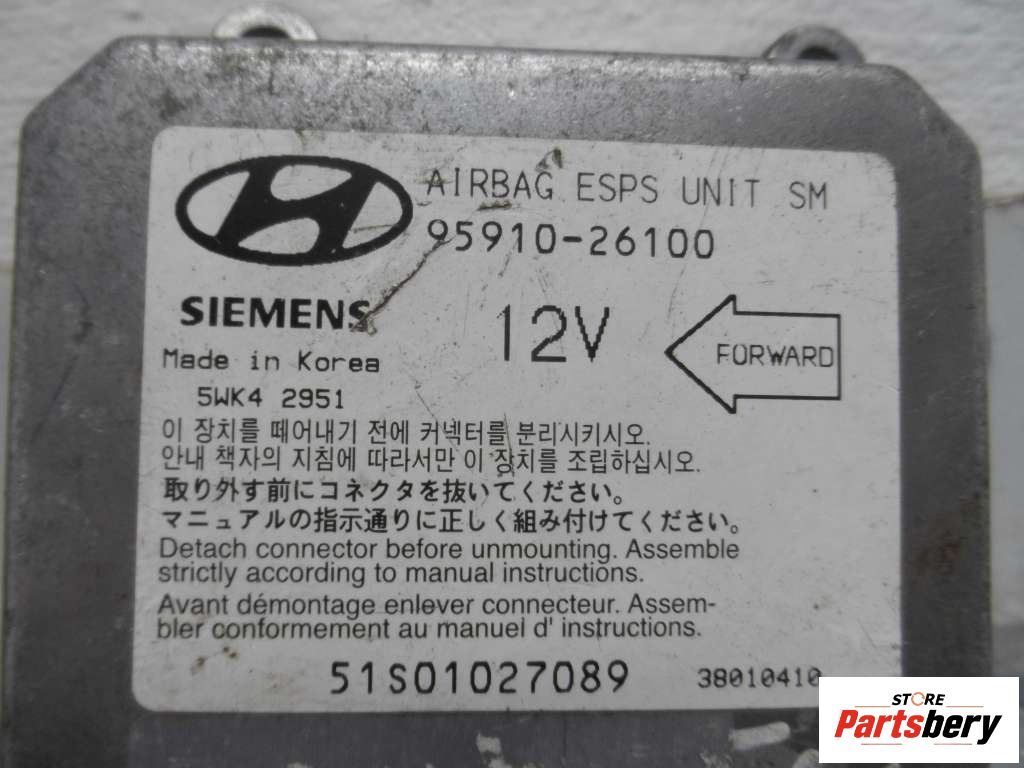 AIRBAG ESPS UNIT SM
95910-26100
SIEMENS
12V
FORWARD
Made in Korea
5WK4 2951
이 장치를 떼어내기 전에 커넥터를 분리시키시오.
안내 책자의 지침에 따라서만 이 장치를 조립하십시오.
取り外す前にコネクタを抜いてください。
マニュアルの指示通りに正しく組み付けてください。
Detach connector before unmounting. Assemble
strictly according to manual instructions.
Avant démontage enlever connecteur. Assem-
bler conformement au manuel d' instructions.
51S01027089
38010410
STORE
Partsbery